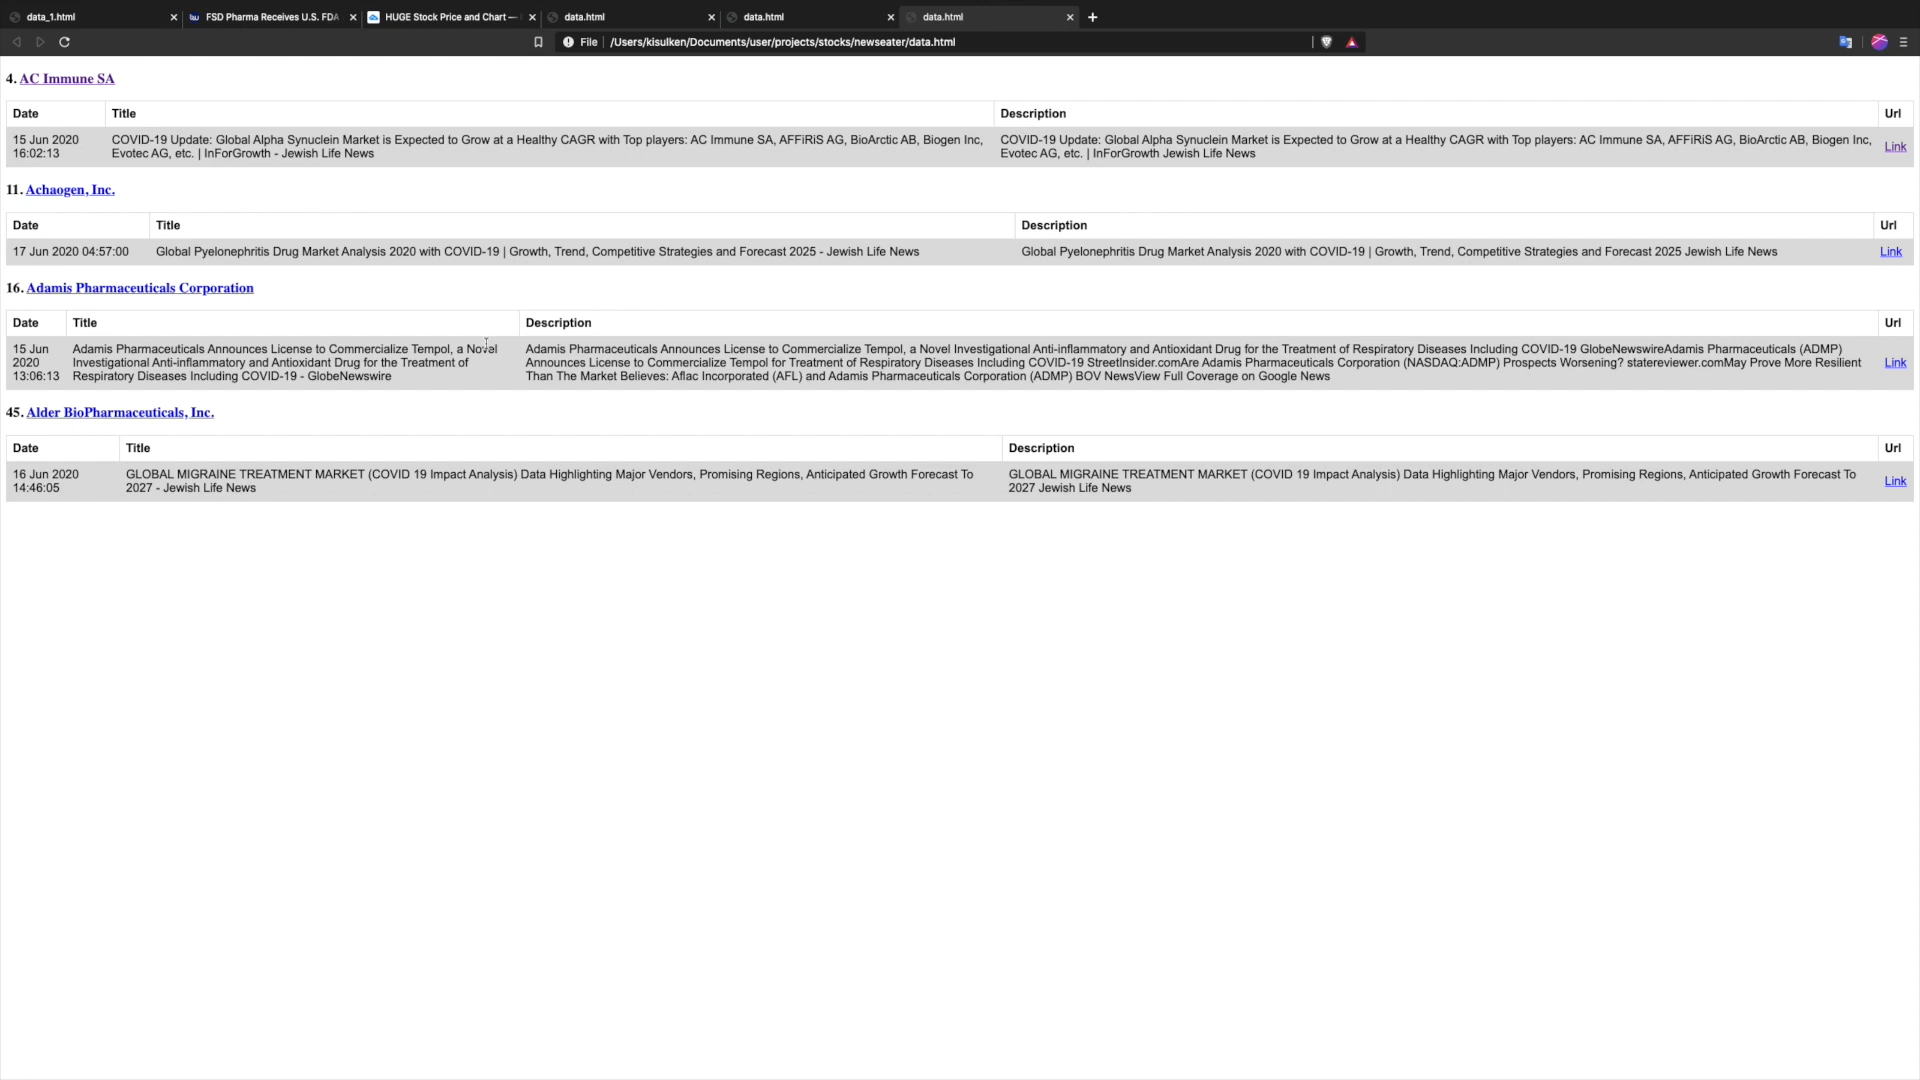 data_1.html
FSD Pharma Receives U.S. FDA
HUGE Stock Price and Chart —
data.html
data.html
data.html
File | /Users/kisulken/Documents/user/projects/stocks/newseater/data.html
4. AC Immune SA
Date Title Description Url
15 Jun 2020 COVID-19 Update: Global Alpha Synuclein Market is Expected to Grow at a Healthy CAGR with Top players: AC Immune SA, AFFiRiS AG, BioArctic AB, Biogen Inc, COVID-19 Update: Global Alpha Synuclein Market is Expected to Grow at a Healthy CAGR with Top players: AC Immune SA, AFFiRiS AG, BioArctic AB, Biogen Inc, Link
16:02:13 Evotec AG, etc. | InForGrowth - Jewish Life News Evotec AG, etc. | InForGrowth Jewish Life News
11. Achaogen, Inc.
Date Title Description Url
17 Jun 2020 04:57:00 Global Pyelonephritis Drug Market Analysis 2020 with COVID-19 | Growth, Trend, Competitive Strategies and Forecast 2025 - Jewish Life News Global Pyelonephritis Drug Market Analysis 2020 with COVID-19 | Growth, Trend, Competitive Strategies and Forecast 2025 Jewish Life News Link
16. Adamis Pharmaceuticals Corporation
Date Title Description Url
15 Jun Adamis Pharmaceuticals Announces License to Commercialize Tempol, a Novel Adamis Pharmaceuticals Announces License to Commercialize Tempol, a Novel Investigational Anti-inflammatory and Antioxidant Drug for the Treatment of Respiratory Diseases Including COVID-19 GlobeNewswireAdamis Pharmaceuticals (ADMP)
2020 Investigational Anti-inflammatory and Antioxidant Drug for the Treatment of Announces License to Commercialize Tempol for Treatment of Respiratory Diseases Including COVID-19 StreetInsider.comAre Adamis Pharmaceuticals Corporation (NASDAQ:ADMP) Prospects Worsening? statereviewer.comMay Prove More Resilient Link
13:06:13 Respiratory Diseases Including COVID-19 - GlobeNewswire Than The Market Believes: Aflac Incorporated (AFL) and Adamis Pharmaceuticals Corporation (ADMP) BOV NewsView Full Coverage on Google News
45. Alder BioPharmaceuticals, Inc.
Date Title Description Url
16 Jun 2020 GLOBAL MIGRAINE TREATMENT MARKET (COVID 19 Impact Analysis) Data Highlighting Major Vendors, Promising Regions, Anticipated Growth Forecast To GLOBAL MIGRAINE TREATMENT MARKET (COVID 19 Impact Analysis) Data Highlighting Major Vendors, Promising Regions, Anticipated Growth Forecast To Link
14:46:05 2027 - Jewish Life News 2027 Jewish Life News